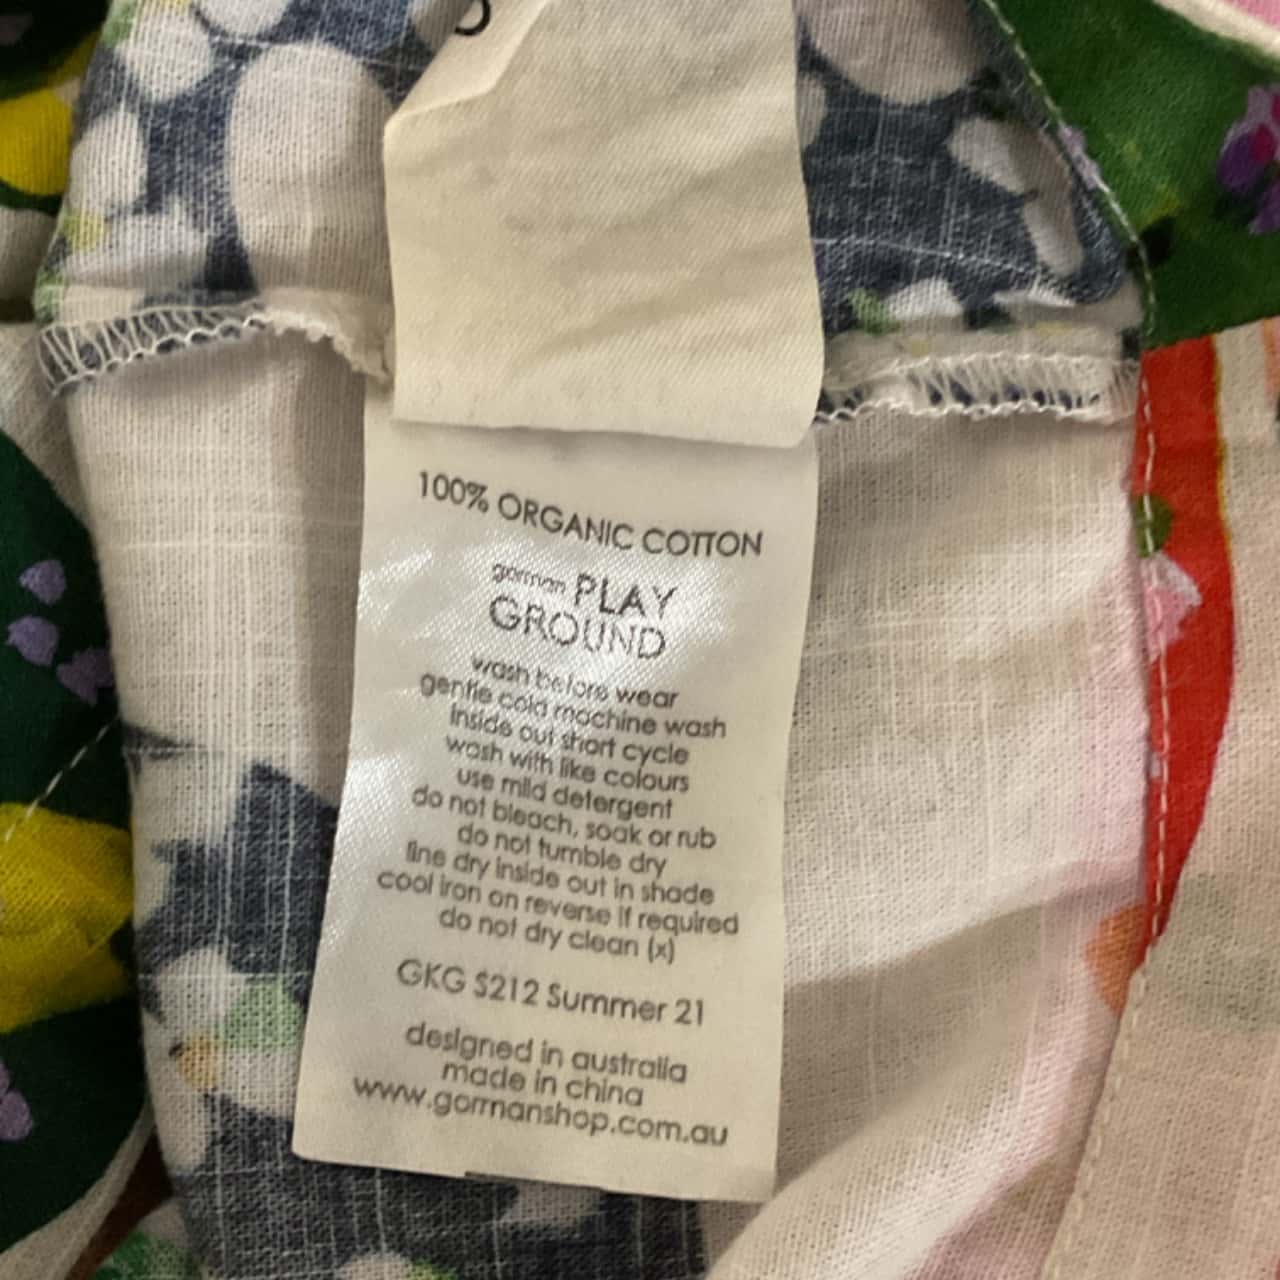 100% ORGANIC COTTON
gorman PLAY
GROUND
wash before wear
gentle cold machine wash
inside out short cycle
wash with like colours
use mild detergent
do not bleach, soak or rub
do not tumble dry
line dry inside out in shade
cool iron on reverse if required
do not dry clean (x)
GKG S212 Summer 21
designed in australia
made in china
www.gormanshop.com.au